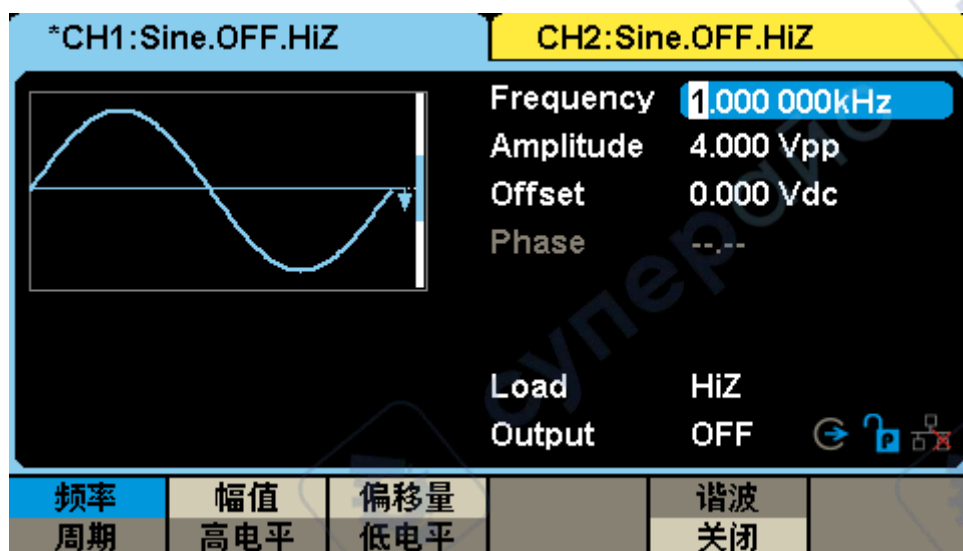 *CH1:Sine.OFF.HiZ
CH2:Sine.OFF.HiZ
Frequency 1.000 000kHz
Amplitude 4.000 Vpp
Offset 0.000 Vdc
Phase --.--
Load HiZ
Output OFF P
频率 幅值 偏移量 谐波
周期 高电平 低电平 关闭
супервайс